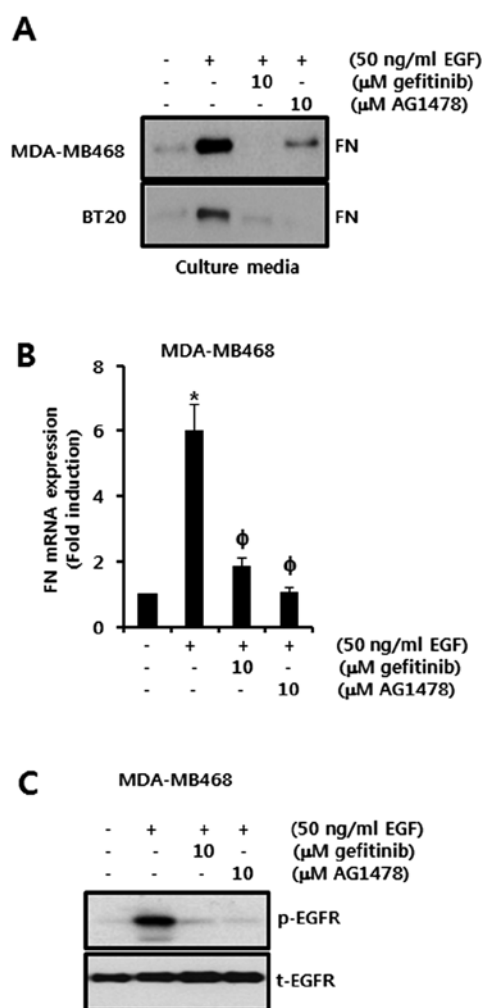 A
- + + + (50 ng/ml EGF)
- - 10 - (μM gefitinib)
- - - 10 (μM AG1478)
MDA-MB468 FN
BT20 FN
Culture media
B
MDA-MB468
FN mRNA expression
(Fold induction)
8
6
4
2
0
*
ϕ
ϕ
- + + + (50 ng/ml EGF)
- - 10 - (μM gefitinib)
- - - 10 (μM AG1478)
C
MDA-MB468
- + + + (50 ng/ml EGF)
- - 10 - (μM gefitinib)
- - - 10 (μM AG1478)
p-EGFR
t-EGFR